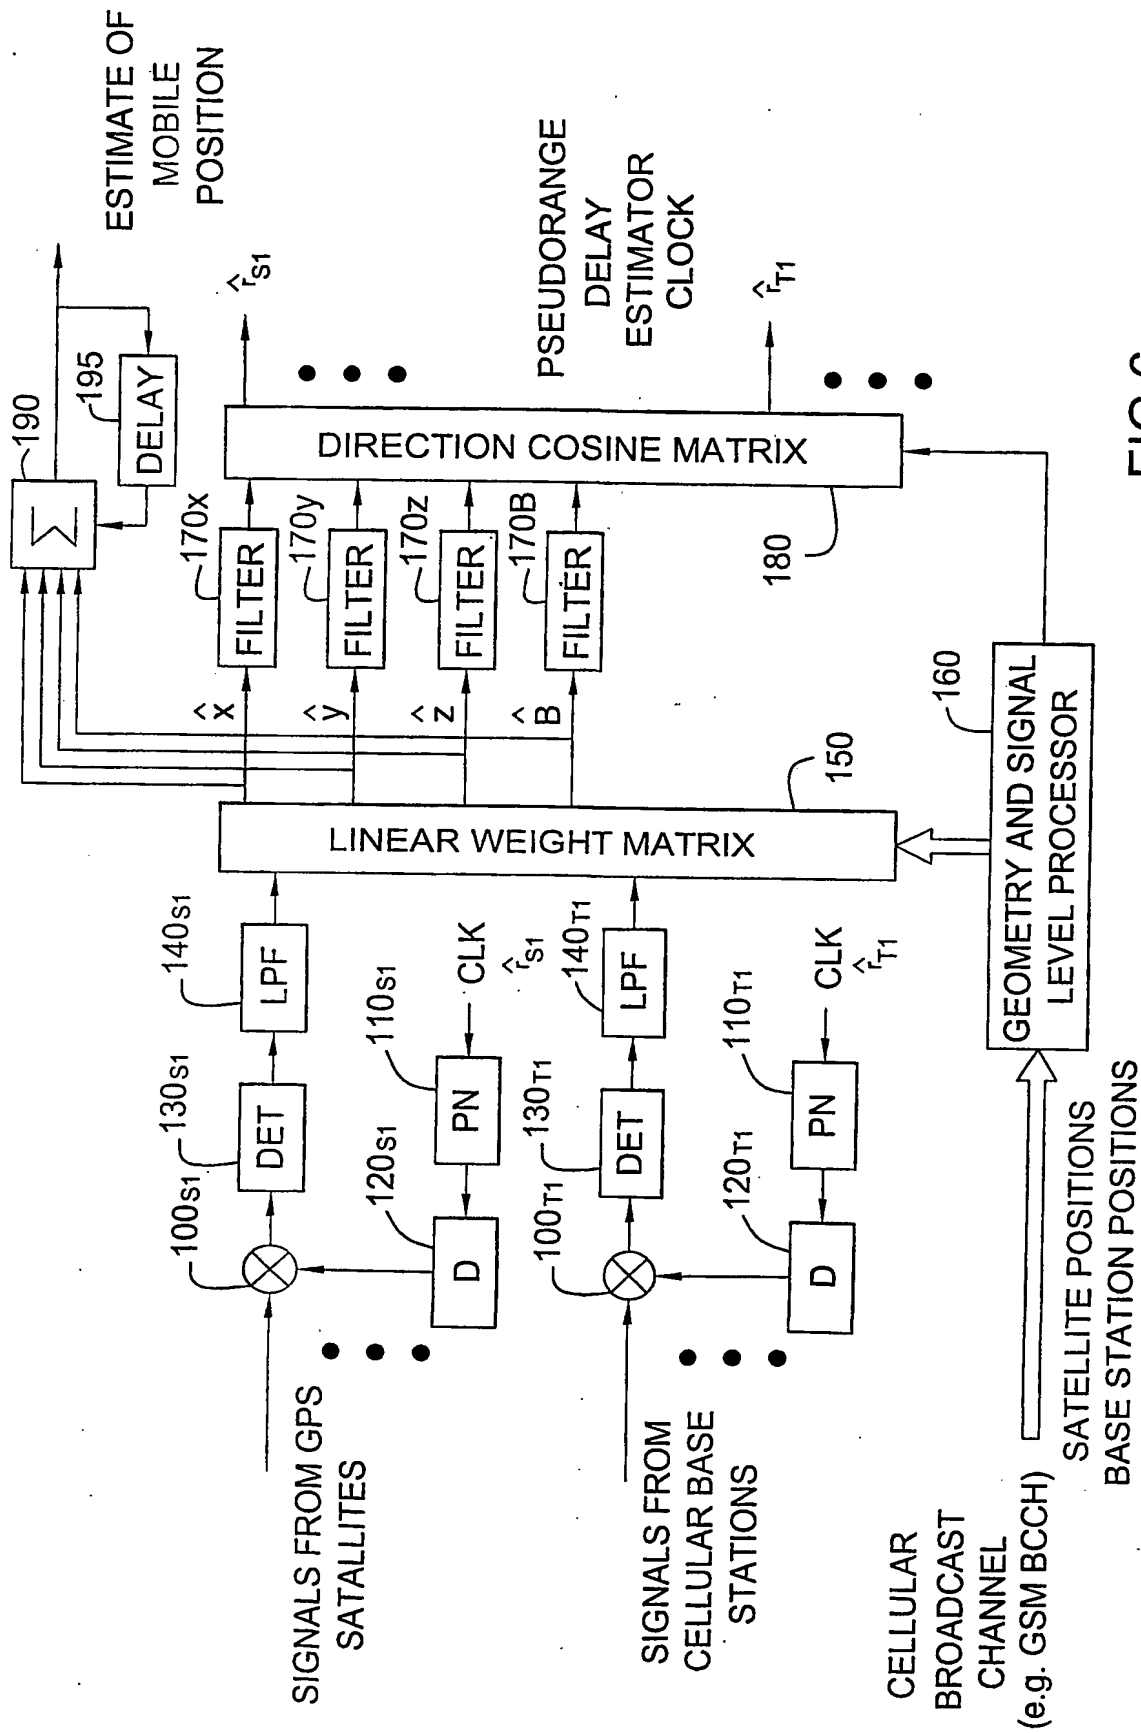 ESTIMATE OF
MOBILE
POSITION
190
195
DELAY
Σ
170x
170y
170z
170B
FILTER
FILTER
FILTER
FILTER
x̂
ŷ
ẑ
B̂
DIRECTION COSINE MATRIX
180
r̂S1
PSEUDORANGE
DELAY
ESTIMATOR
CLOCK
r̂T1
LINEAR WEIGHT MATRIX
150
140S1
LPF
130S1
DET
100S1
110S1
PN
CLK
r̂S1
120S1
D
SIGNALS FROM GPS
SATALLITES
140T1
LPF
130T1
DET
100T1
110T1
PN
CLK
r̂T1
120T1
D
SIGNALS FROM
CELLULAR BASE
STATIONS
160
GEOMETRY AND SIGNAL
LEVEL PROCESSOR
CELLULAR
BROADCAST
CHANNEL
(e.g. GSM BCCH)
SATELLITE POSITIONS
BASE STATION POSITIONS